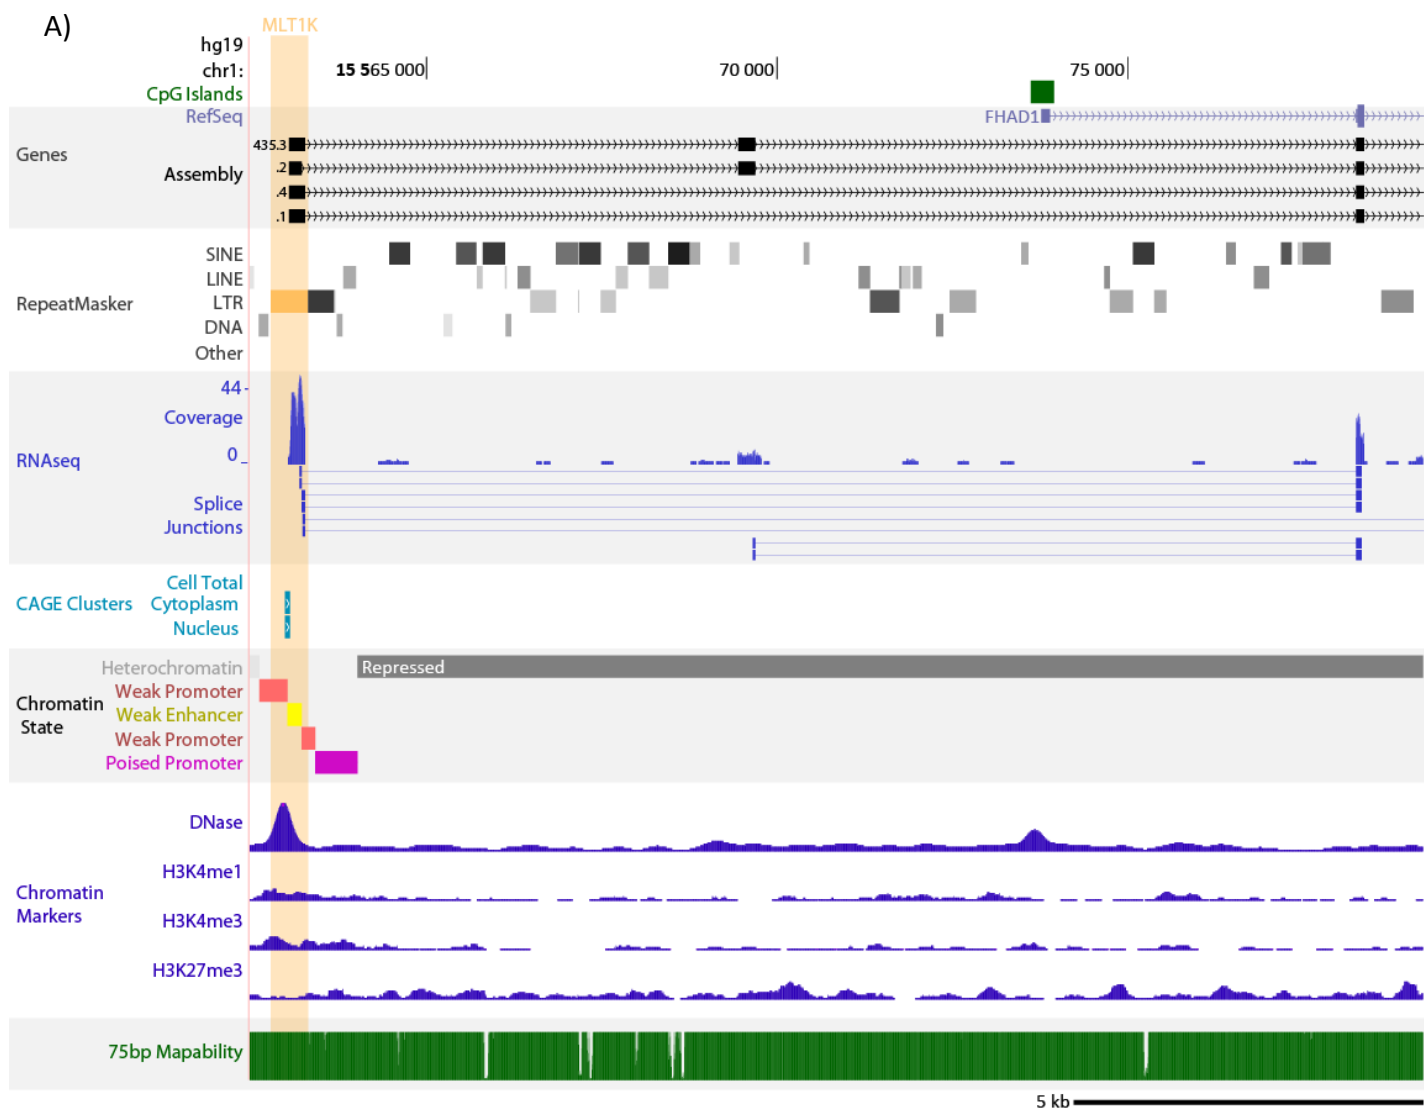 A)
MLT1K
hg19
chr1: 15 565 000 70 000 75 000
CpG Islands
RefSeq FHAD1
Genes
435.3
Assembly
.2
.4
.1
SINE
LINE
RepeatMasker LTR
DNA
Other
44
Coverage
0
RNAseq
Splice
Junctions
Cell Total
CAGE Clusters Cytoplasm
Nucleus
Heterochromatin Repressed
Weak Promoter
Chromatin
State
Weak Enhancer
Weak Promoter
Poised Promoter
DNase
H3K4me1
Chromatin
Markers
H3K4me3
H3K27me3
75bp Mapability
5 kb